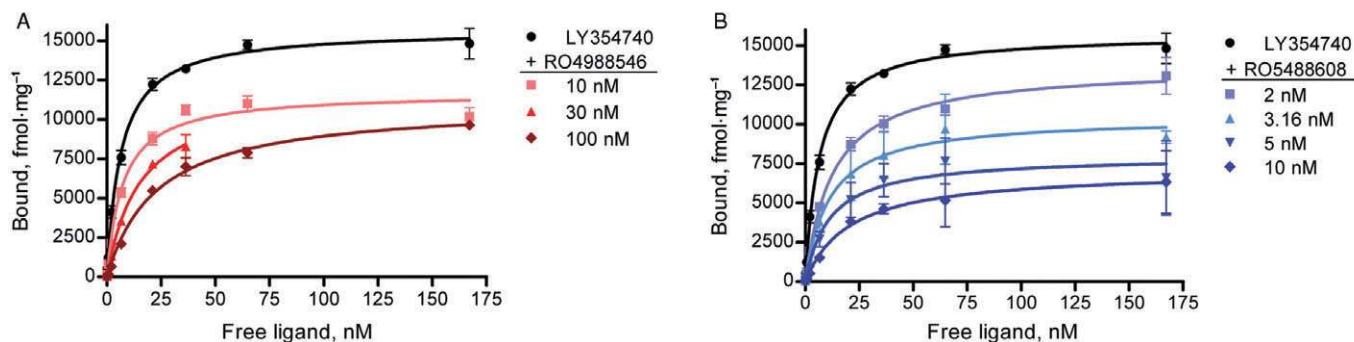 A
Bound, fmol·mg⁻¹
15000
12500
10000
7500
5000
2500
0
0 25 50 75 100 125 150 175
Free ligand, nM
LY354740
+ RO4988546
10 nM
30 nM
100 nM
B
Bound, fmol·mg⁻¹
15000
12500
10000
7500
5000
2500
0
0 25 50 75 100 125 150 175
Free ligand, nM
LY354740
+ RO5488608
2 nM
3.16 nM
5 nM
10 nM